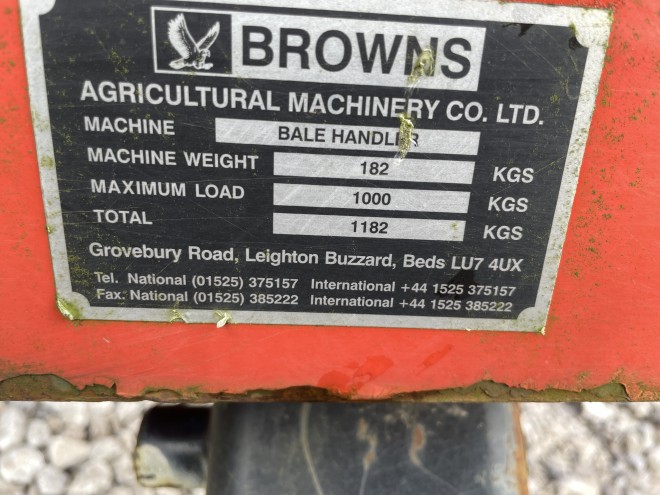 BROWNS
AGRICULTURAL MACHINERY CO. LTD.
MACHINE BALE HANDLER
MACHINE WEIGHT 182 KGS
MAXIMUM LOAD 1000 KGS
TOTAL 1182 KGS
Grovebury Road, Leighton Buzzard, Beds LU7 4UX
Tel. National (01525) 375157 International +44 1525 375157
Fax. National (01525) 385222 International +44 1525 385222